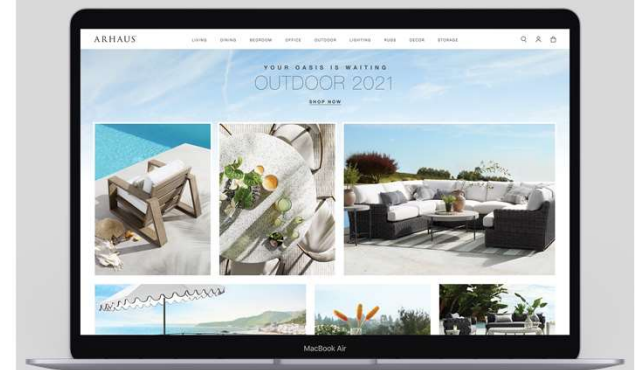 ARHAUS
LIVING DINING BEDROOM OFFICE OUTDOOR LIGHTING RUGS DECOR STORAGE
YOUR OASIS IS WAITING
OUTDOOR 2021
SHOP NOW
MacBook Air